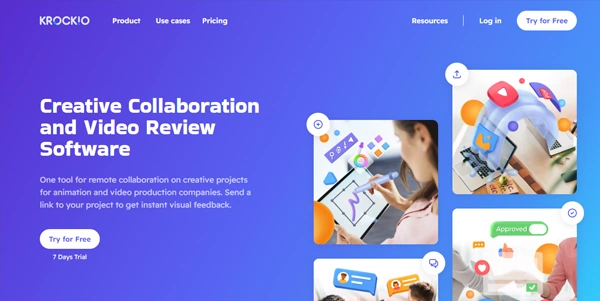 KROCK!O
Product
Use cases
Pricing
Resources
Log in
Try for Free
Creative Collaboration
and Video Review
Software
One tool for remote collaboration on creative projects
for animation and video production companies. Send a
link to your project to get instant visual feedback.
Try for Free
7 Days Trial
Approved